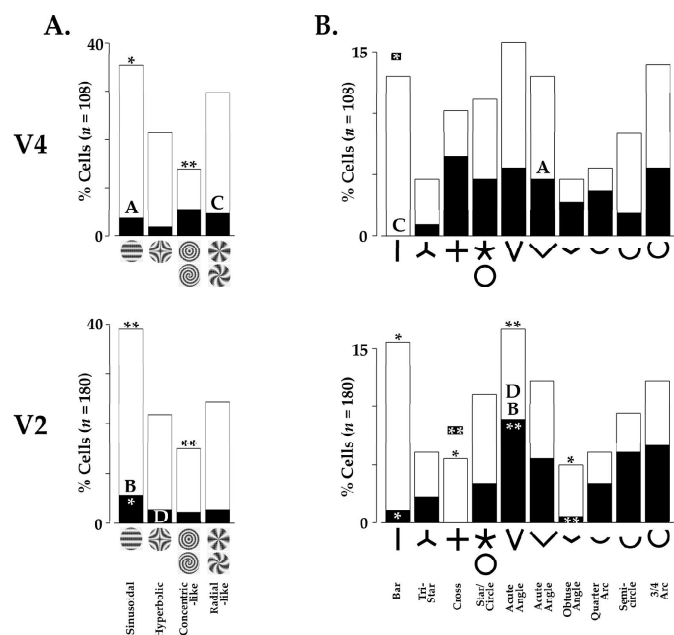 A.
B.
V4
% Cells (n = 108)
40
0
*
**
A
C
% Cells (n = 108)
15
0
*
C
A
V2
% Cells (n = 180)
40
0
**
**
B
*
D
% Cells (n = 180)
15
0
*
*
**
*
**
D
B
**
*
**
Sinusoidal
Hyperbolic
Concentric
-like
Radial
-like
Bar
Tri-
Star
Cross
Star/
Circle
Acute
Angle
Acute
Angle
Obtuse
Angle
Quarter
Arc
Semi-
circle
3/4
Arc